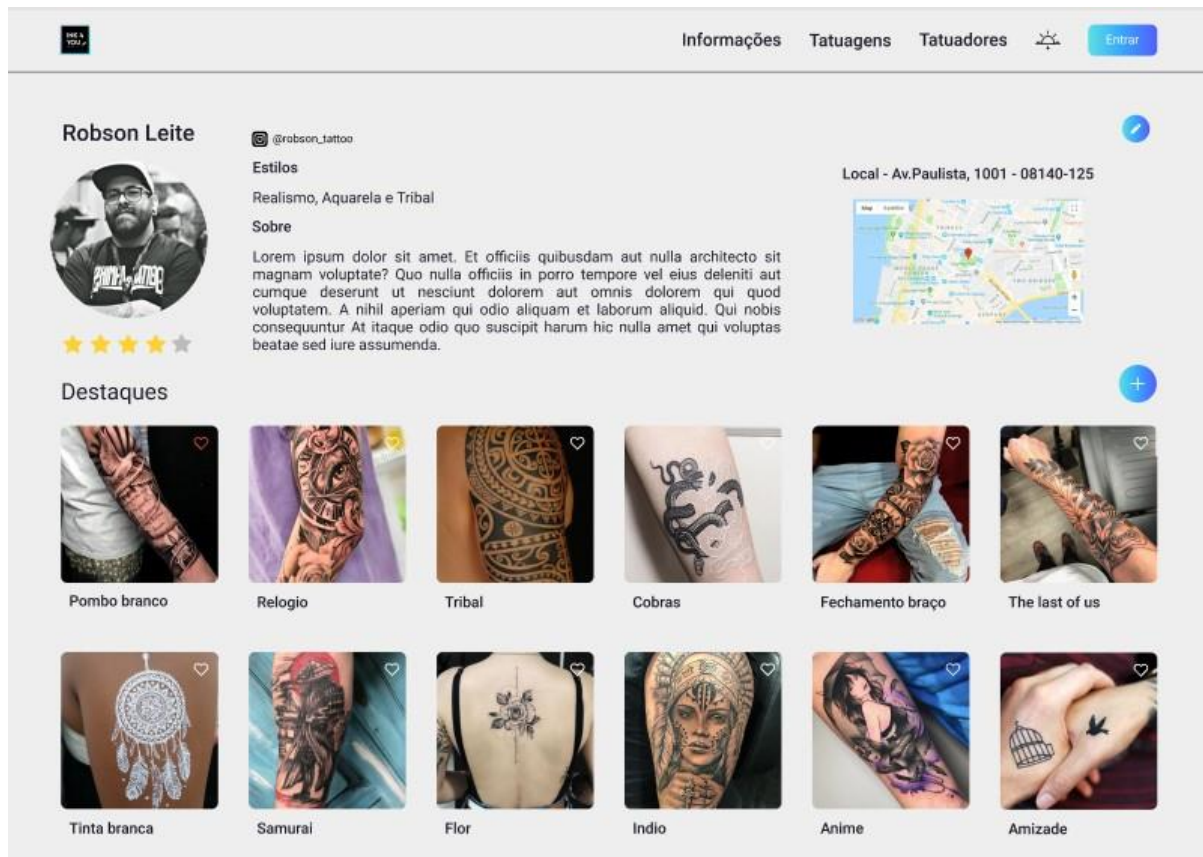 INK 4
YOU
Informações
Tatuagens
Tatuadores
Entrar
Robson Leite
@robson_tattoo
Estilos
Realismo, Aquarela e Tribal
Sobre
Lorem ipsum dolor sit amet. Et officiis quibusdam aut nulla architecto sit
magnam voluptate? Quo nulla officiis in porro tempore vel eius deleniti aut
cumque deserunt ut nesciunt dolorem aut omnis dolorem qui quod
voluptatem. A nihil aperiam qui odio aliquam et laborum aliquid. Qui nobis
consequuntur At itaque odio quo suscipit harum hic nulla amet qui voluptas
beatae sed iure assumenda.
Local - Av.Paulista, 1001 - 08140-125
Map
Destaques
Pombo branco
Relogio
Tribal
Cobras
Fechamento braço
The last of us
Tinta branca
Samurai
Flor
Indio
Anime
Amizade